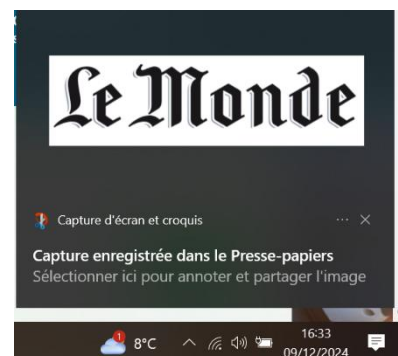 Le Monde
Capture d'écran et croquis
Capture enregistrée dans le Presse-papiers
Sélectionner ici pour annoter et partager l'image
1
8°C
16:33
09/12/2024